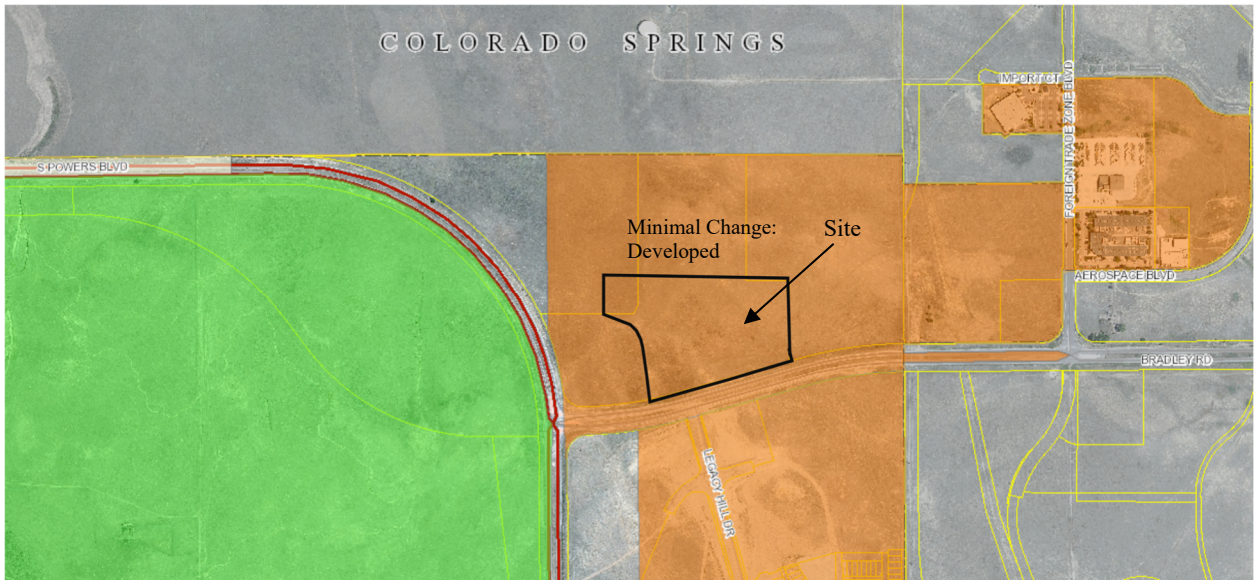 COLORADO SPRINGS
IMPORT CT
FOREIGN TRADE ZONE BLVD
S POWERS BLVD
Minimal Change:
Developed
Site
AEROSPACE BLVD
BRADLEY RD
LEGACY HILL DR